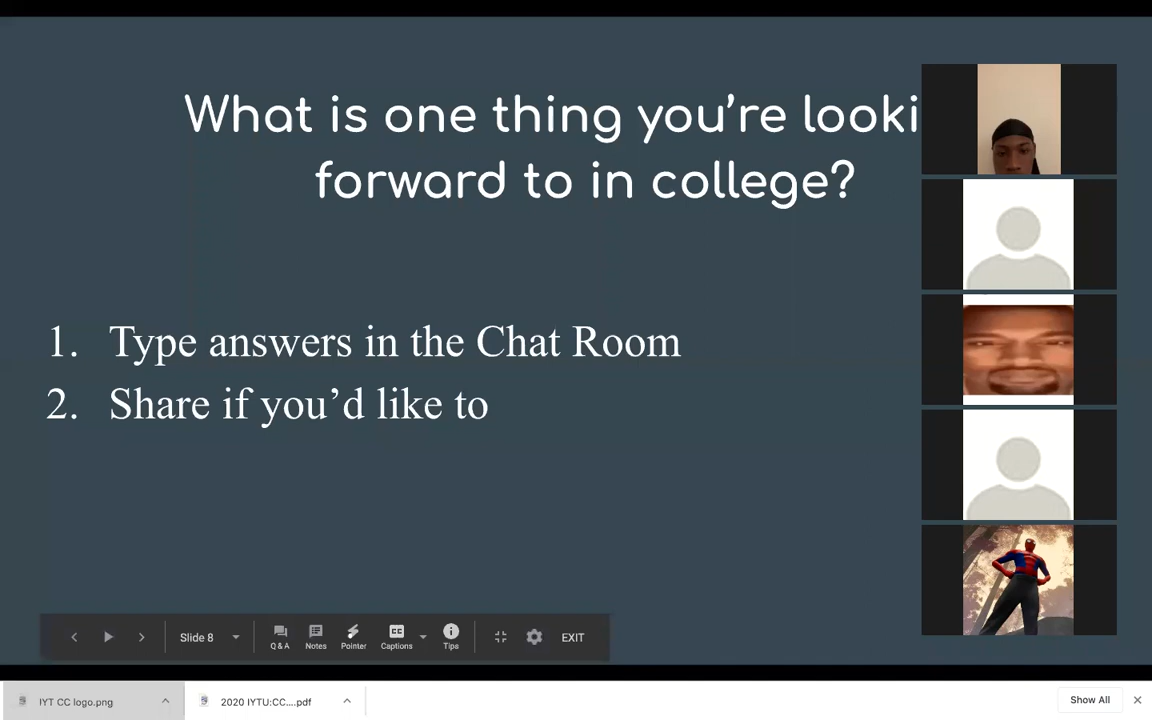 What is one thing you're looki
forward to in college?
1. Type answers in the Chat Room
2. Share if you'd like to
Slide 8
Q & A
Notes
Pointer
Captions
Tips
EXIT
IYT CC logo.png
2020 IYTU:CC....pdf
Show All